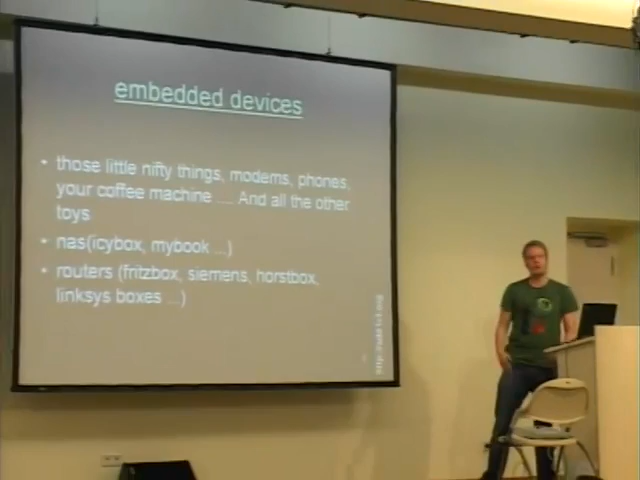 embedded devices
• those little nifty things, modems, phones,
your coffee machine .... And all the other
toys
• nas(icybox, mybook ...)
• routers (fritzbox, siemens, horstbox,
linksys boxes ...)